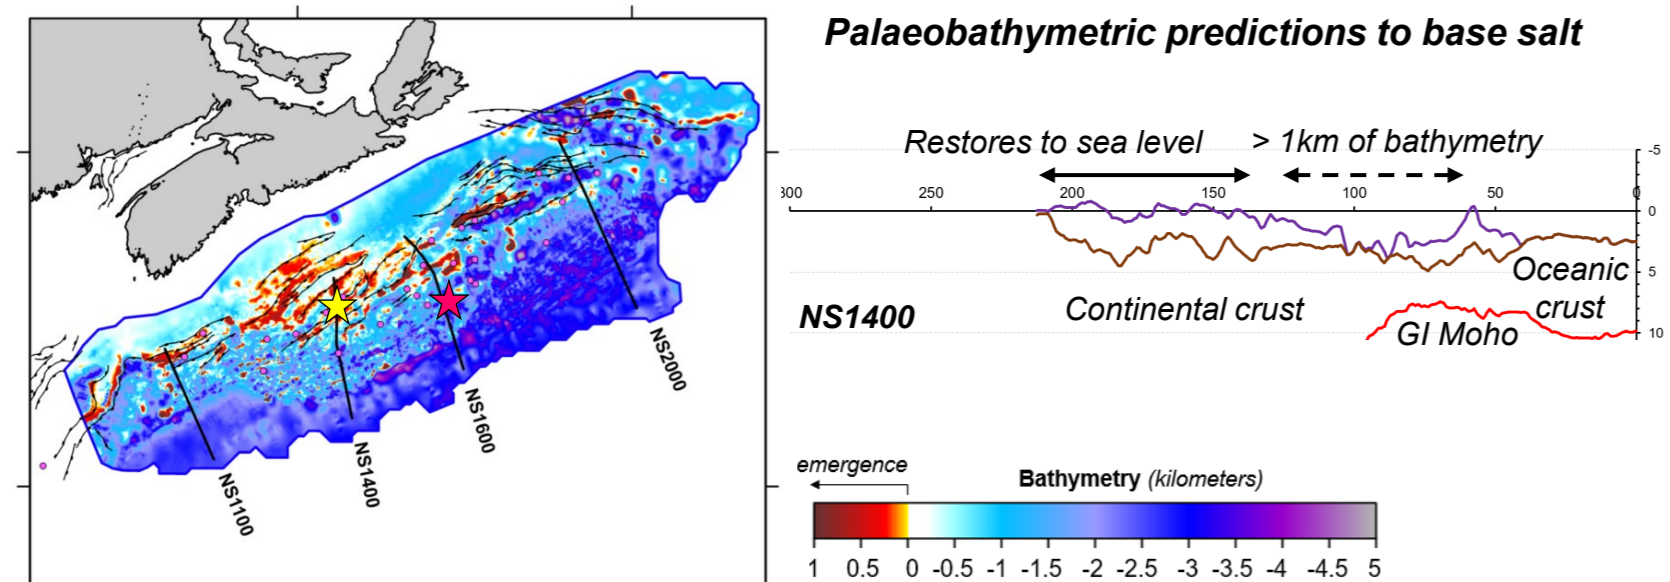 Palaeobathymetric predictions to base salt
Restores to sea level
> 1km of bathymetry
-5
300
250
200
150
100
50
0
0
5
10
Continental crust
Oceanic
crust
GI Moho
NS1400
NS1100
NS1400
NS1600
NS2000
emergence
Bathymetry (kilometers)
1 0.5 0 -0.5 -1 -1.5 -2 -2.5 -3 -3.5 -4 -4.5 5